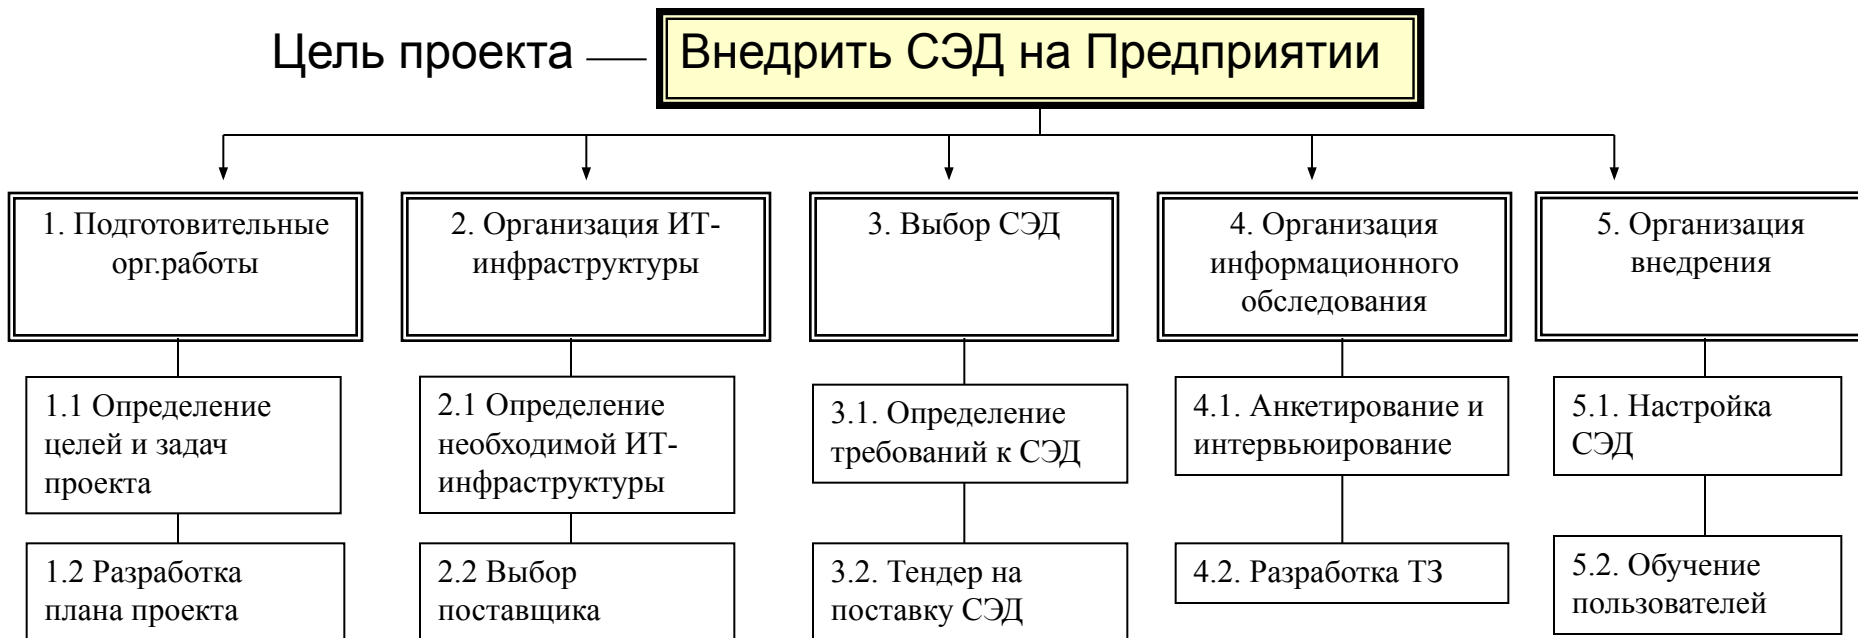 Цель проекта
Внедрить СЭД на Предприятии
1. Подготовительные
орг.работы
2. Организация ИТ-
инфраструктуры
3. Выбор СЭД
4. Организация
информационного
обследования
5. Организация
внедрения
1.1 Определение
целей и задач
проекта
2.1 Определение
необходимой ИТ-
инфраструктуры
3.1. Определение
требований к СЭД
4.1. Анкетирование и
интервьюирование
5.1. Настройка
СЭД
1.2 Разработка
плана проекта
2.2 Выбор
поставщика
3.2. Тендер на
поставку СЭД
4.2. Разработка ТЗ
5.2. Обучение
пользователей